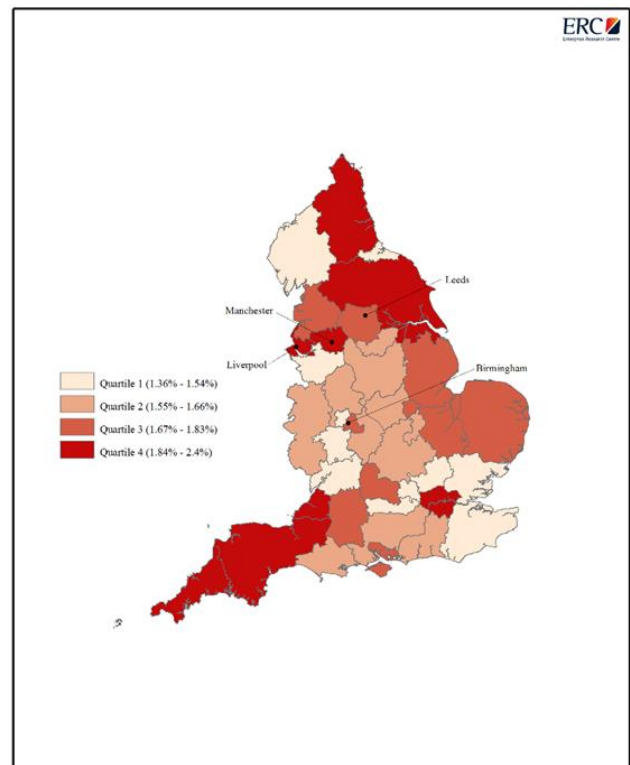 ERC
Enterprise Research Centre
Leeds
Manchester
Liverpool
Birmingham
Quartile 1 (1.36% - 1.54%)
Quartile 2 (1.55% - 1.66%)
Quartile 3 (1.67% - 1.83%)
Quartile 4 (1.84% - 2.4%)